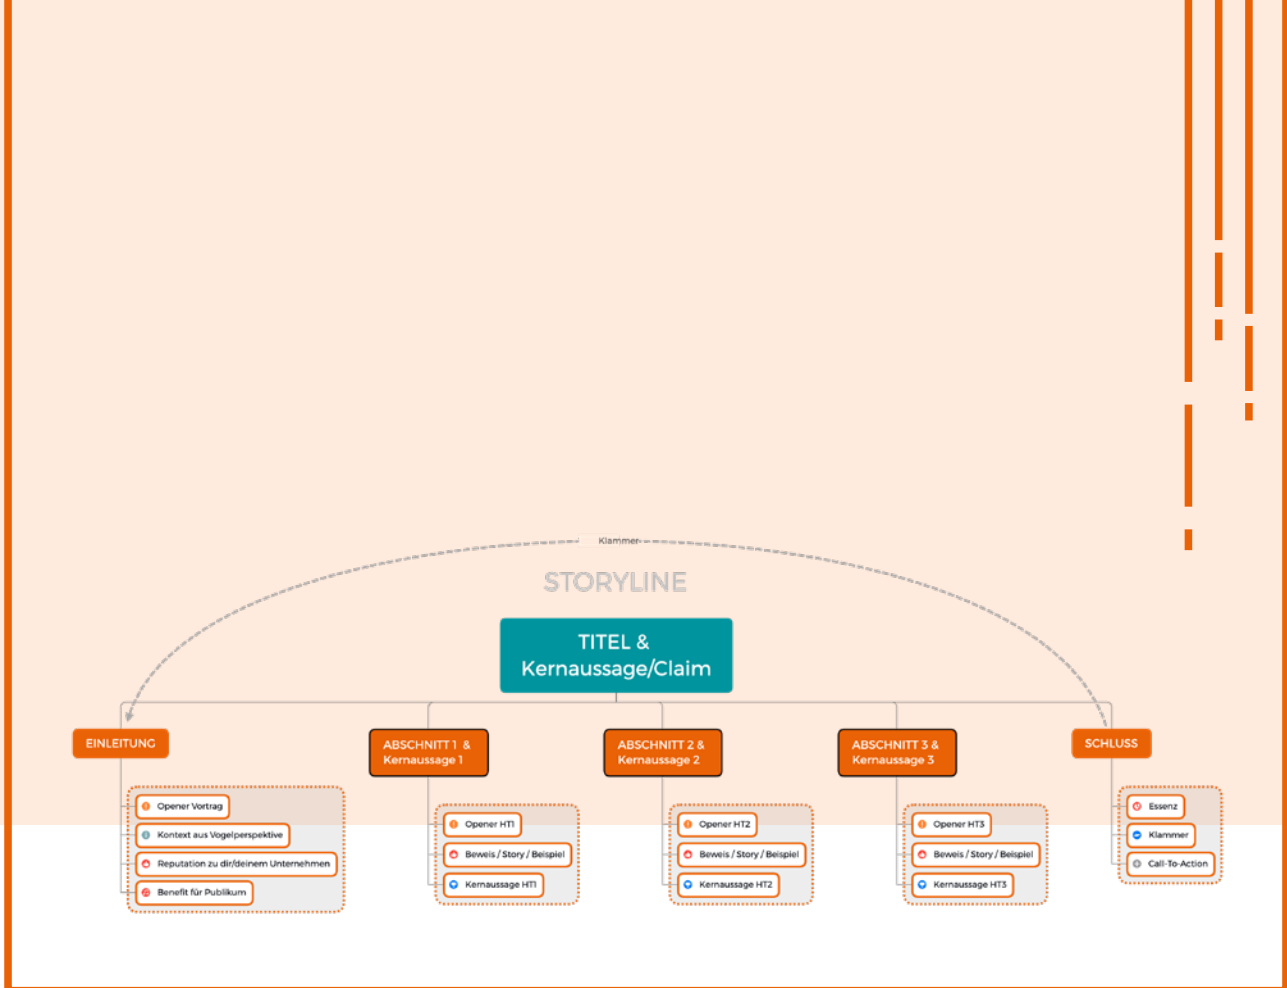 Klammer
STORYLINE
TITEL &
Kernaussage/Claim
EINLEITUNG
Opener Vortrag
Kontext aus Vogelperspektive
Reputation zu dir/deinem Unternehmen
Benefit für Publikum
ABSCHNITT 1 &
Kernaussage 1
Opener HT1
Beweis / Story / Beispiel
Kernaussage HT1
ABSCHNITT 2 &
Kernaussage 2
Opener HT2
Beweis / Story / Beispiel
Kernaussage HT2
ABSCHNITT 3 &
Kernaussage 3
Opener HT3
Beweis / Story / Beispiel
Kernaussage HT3
SCHLUSS
Essenz
Klammer
Call-To-Action